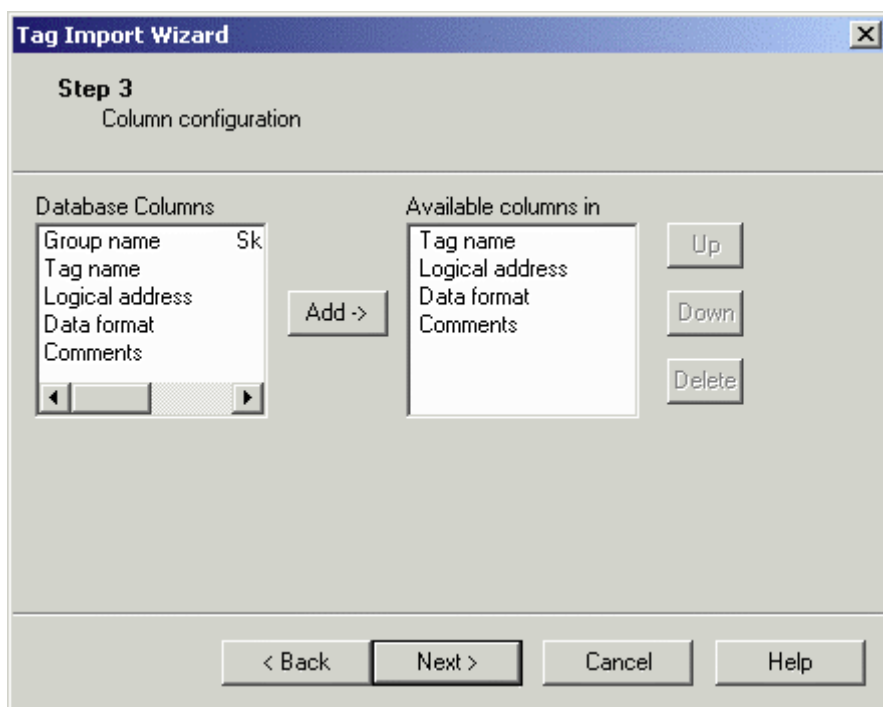 Tag Import Wizard
Step 3
Column configuration
Database Columns
Group name Sk
Tag name
Logical address
Data format
Comments
Add ->
Available columns in
Tag name
Logical address
Data format
Comments
Up
Down
Delete
< Back
Next >
Cancel
Help